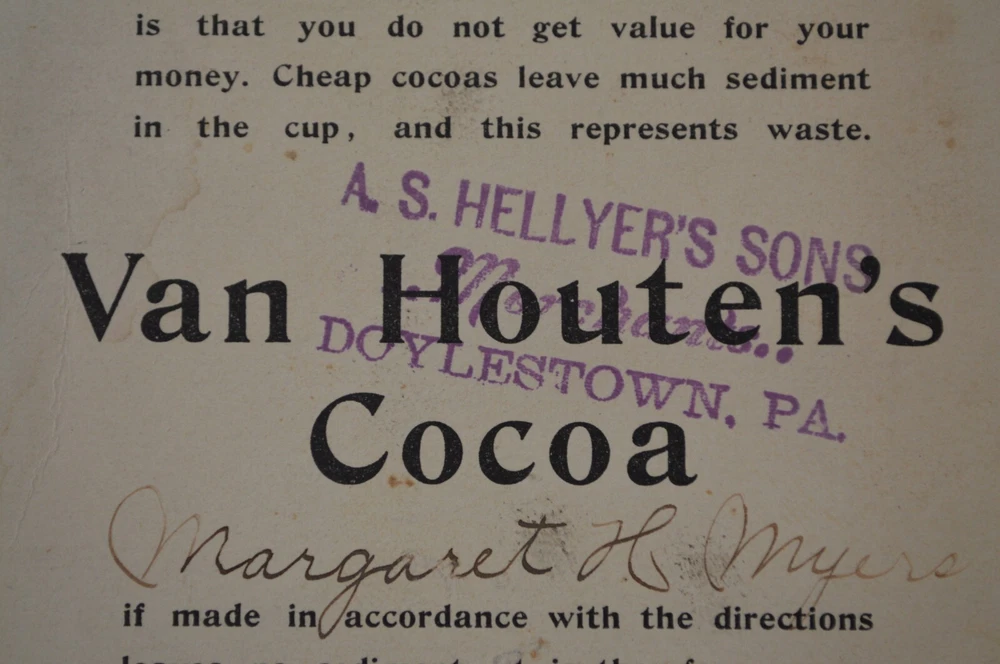 is that you do not get value for your
money. Cheap cocoas leave much sediment
in the cup, and this represents waste.
A. S. HELLYER'S SONS
Merchants..
DOYLESTOWN, PA.
Van Houten's
Cocoa
Margaret H Myers
if made in accordance with the directions